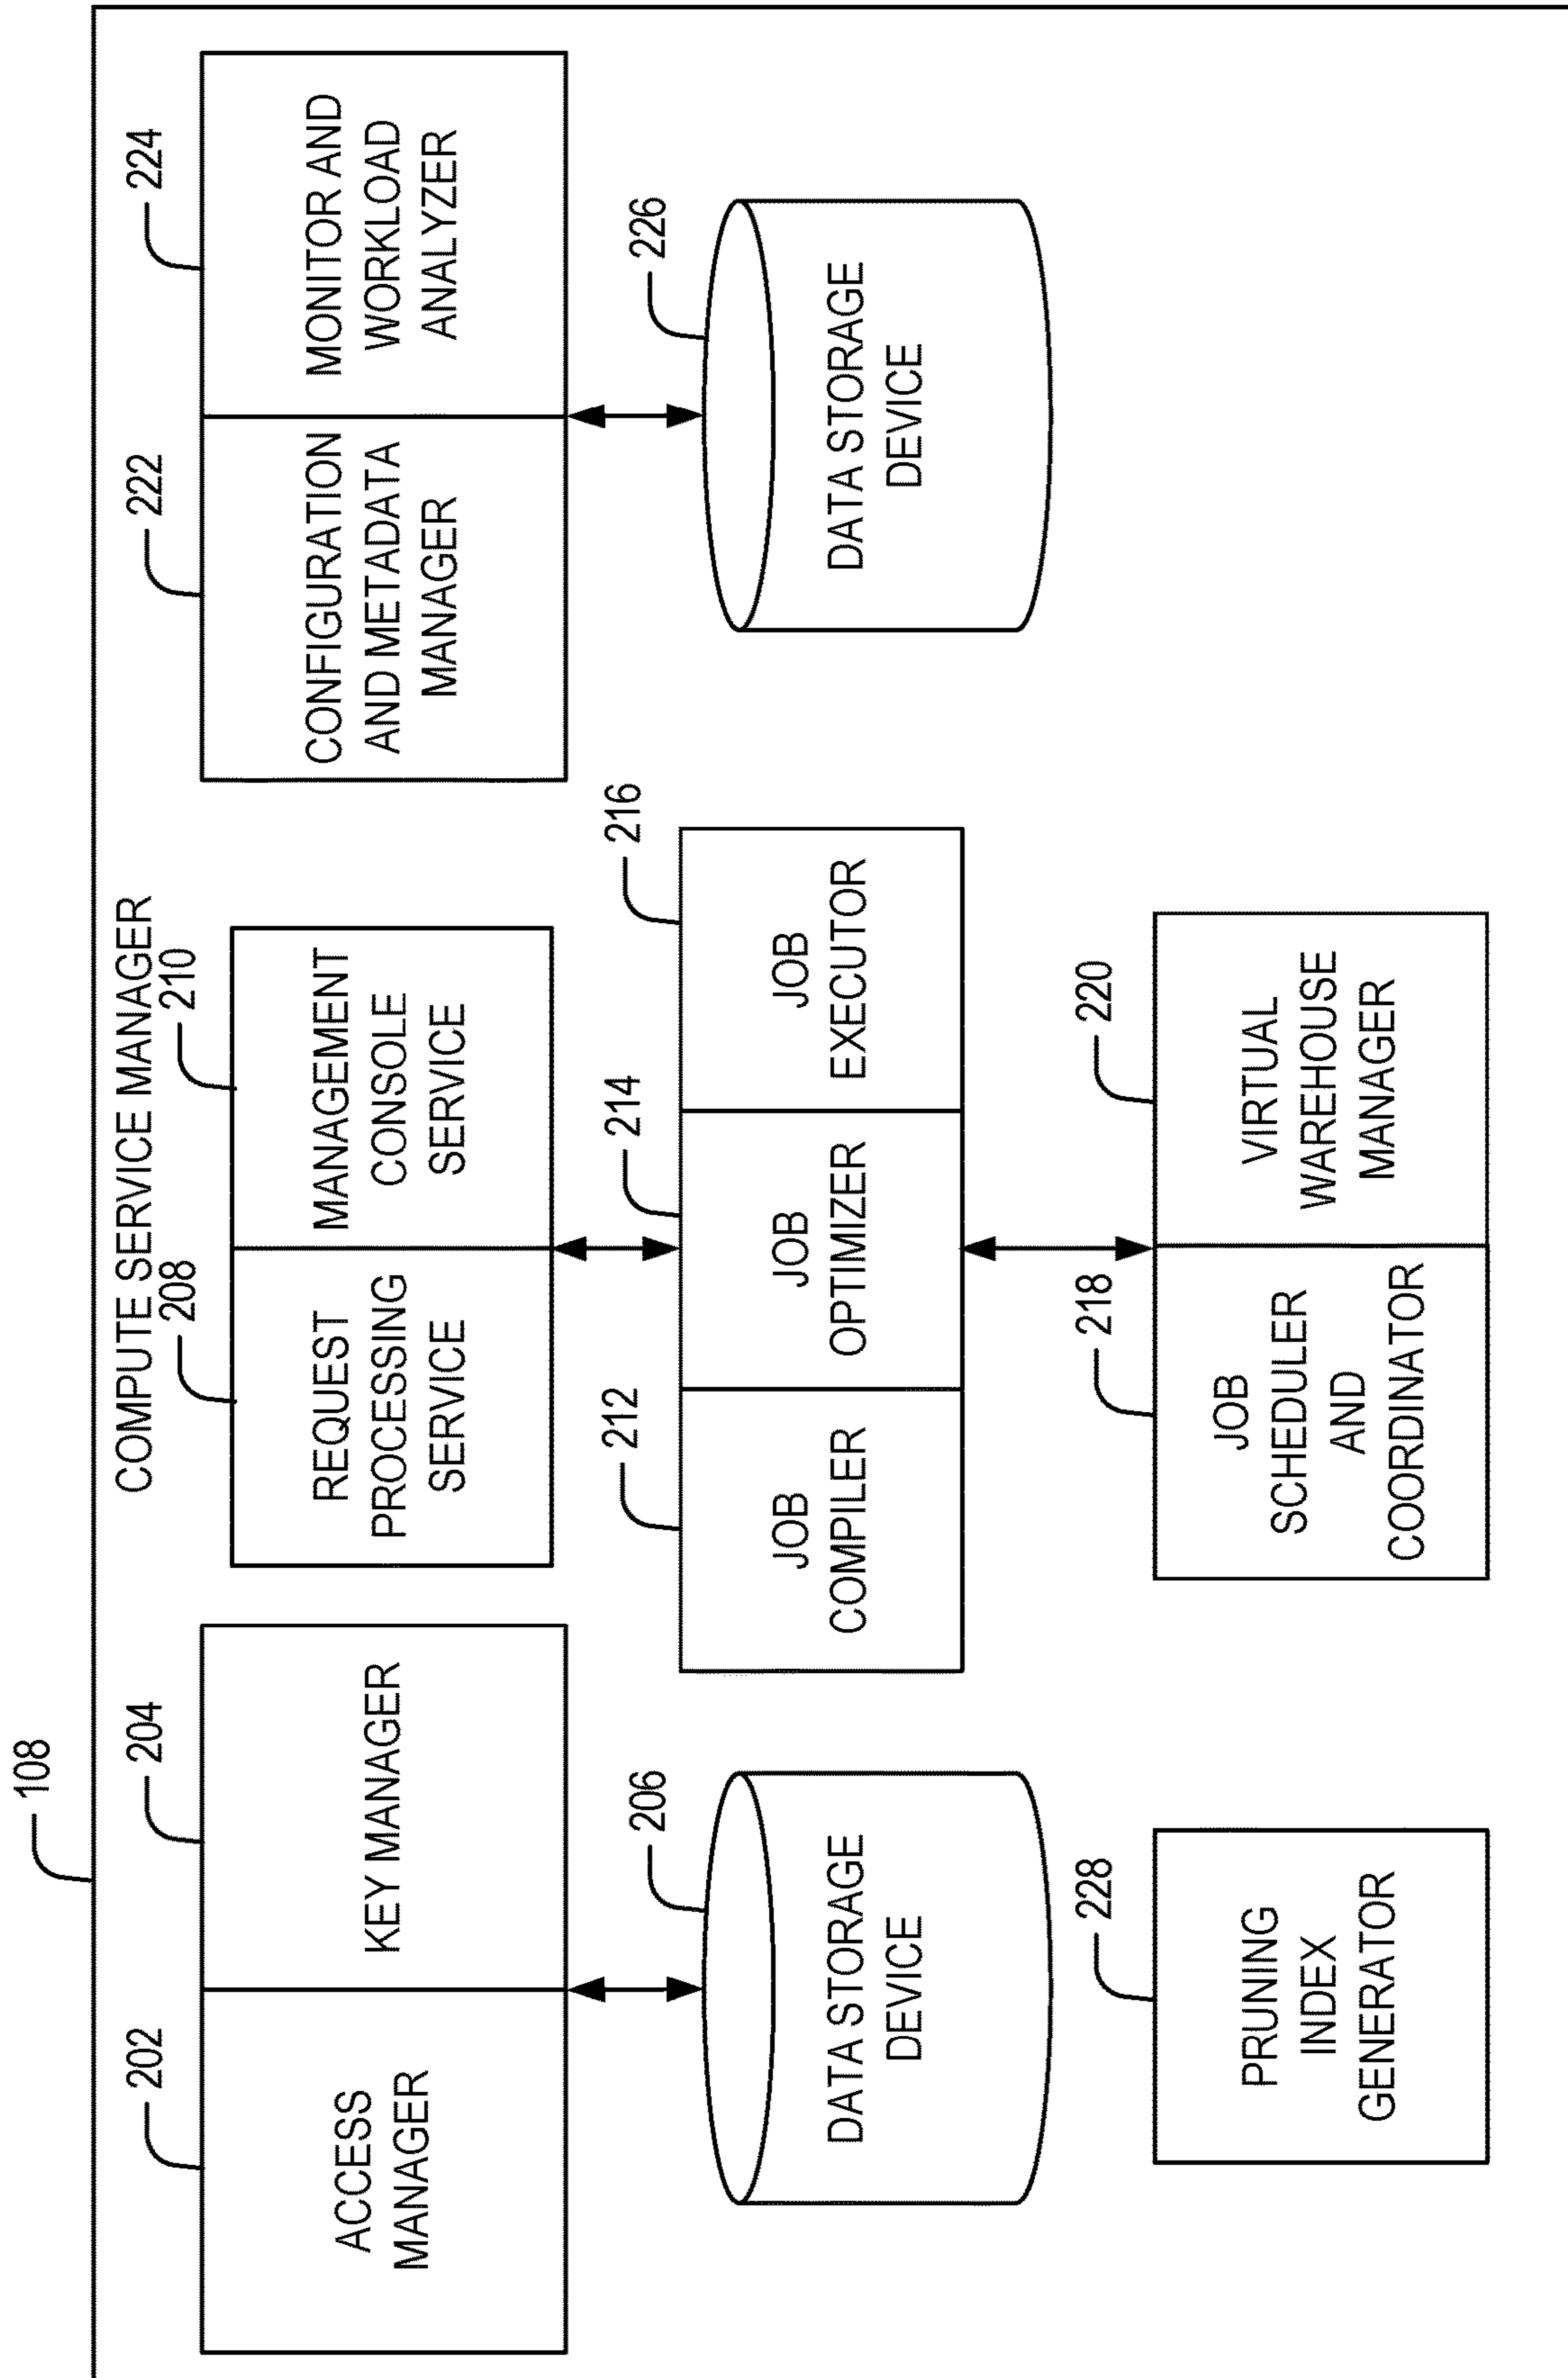 108
COMPUTE SERVICE MANAGER
202
ACCESS
MANAGER
204
KEY MANAGER
206
DATA STORAGE
DEVICE
228
PRUNING
INDEX
GENERATOR
208
REQUEST
PROCESSING
SERVICE
210
MANAGEMENT
CONSOLE
SERVICE
212
JOB
COMPILER
214
JOB
OPTIMIZER
216
JOB
EXECUTOR
218
JOB
SCHEDULER
AND
COORDINATOR
220
VIRTUAL
WAREHOUSE
MANAGER
222
CONFIGURATION
AND METADATA
MANAGER
224
MONITOR AND
WORKLOAD
ANALYZER
226
DATA STORAGE
DEVICE